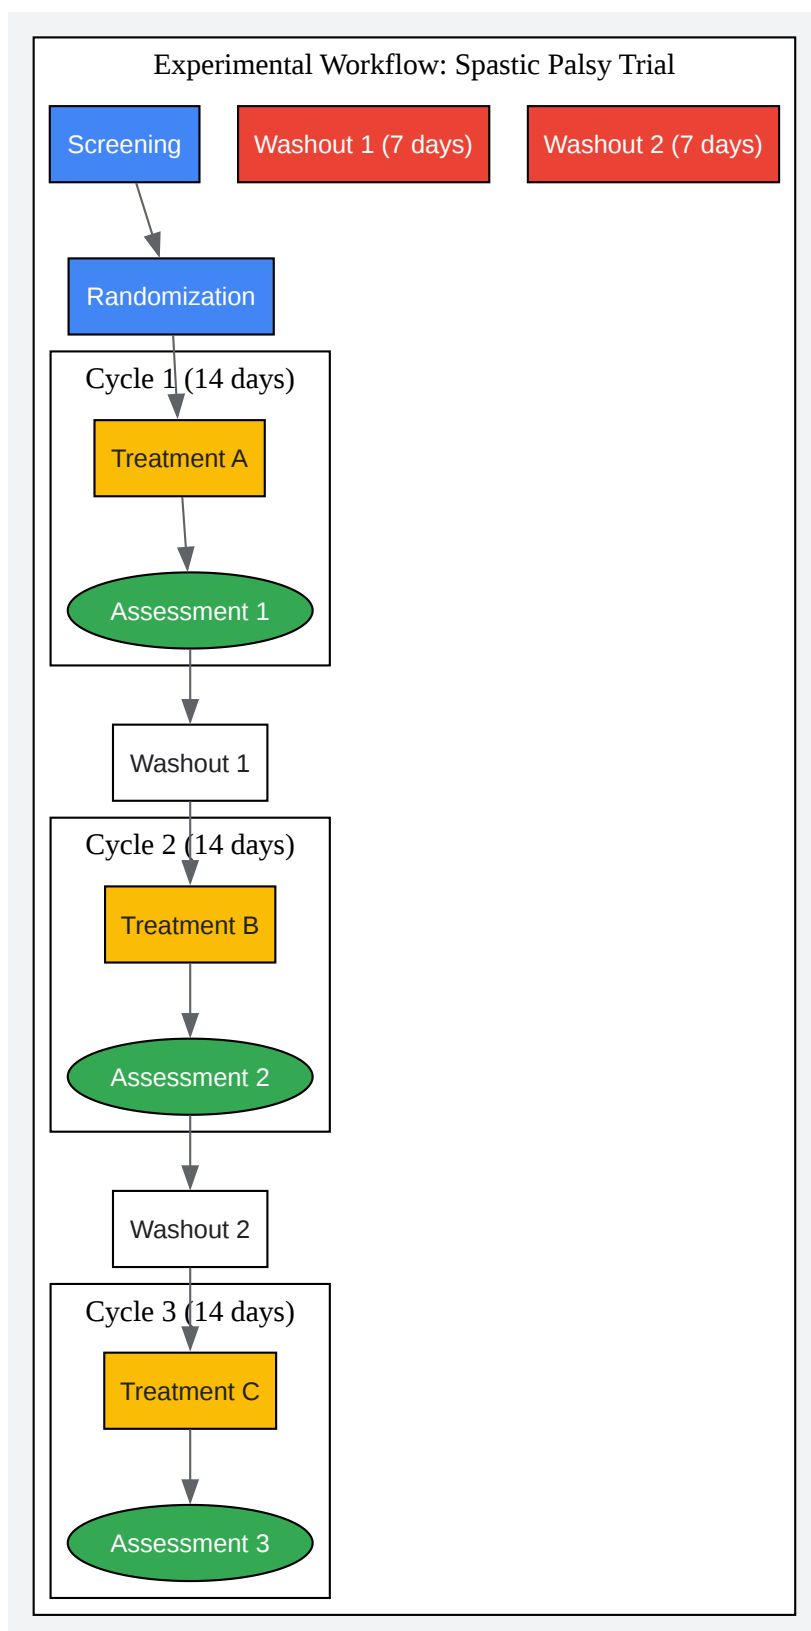 Experimental Workflow: Spastic Palsy Trial
Screening
Washout 1 (7 days)
Washout 2 (7 days)
Randomization
Cycle 1 (14 days)
Treatment A
Assessment 1
Washout 1
Cycle 2 (14 days)
Treatment B
Assessment 2
Washout 2
Cycle 3 (14 days)
Treatment C
Assessment 3